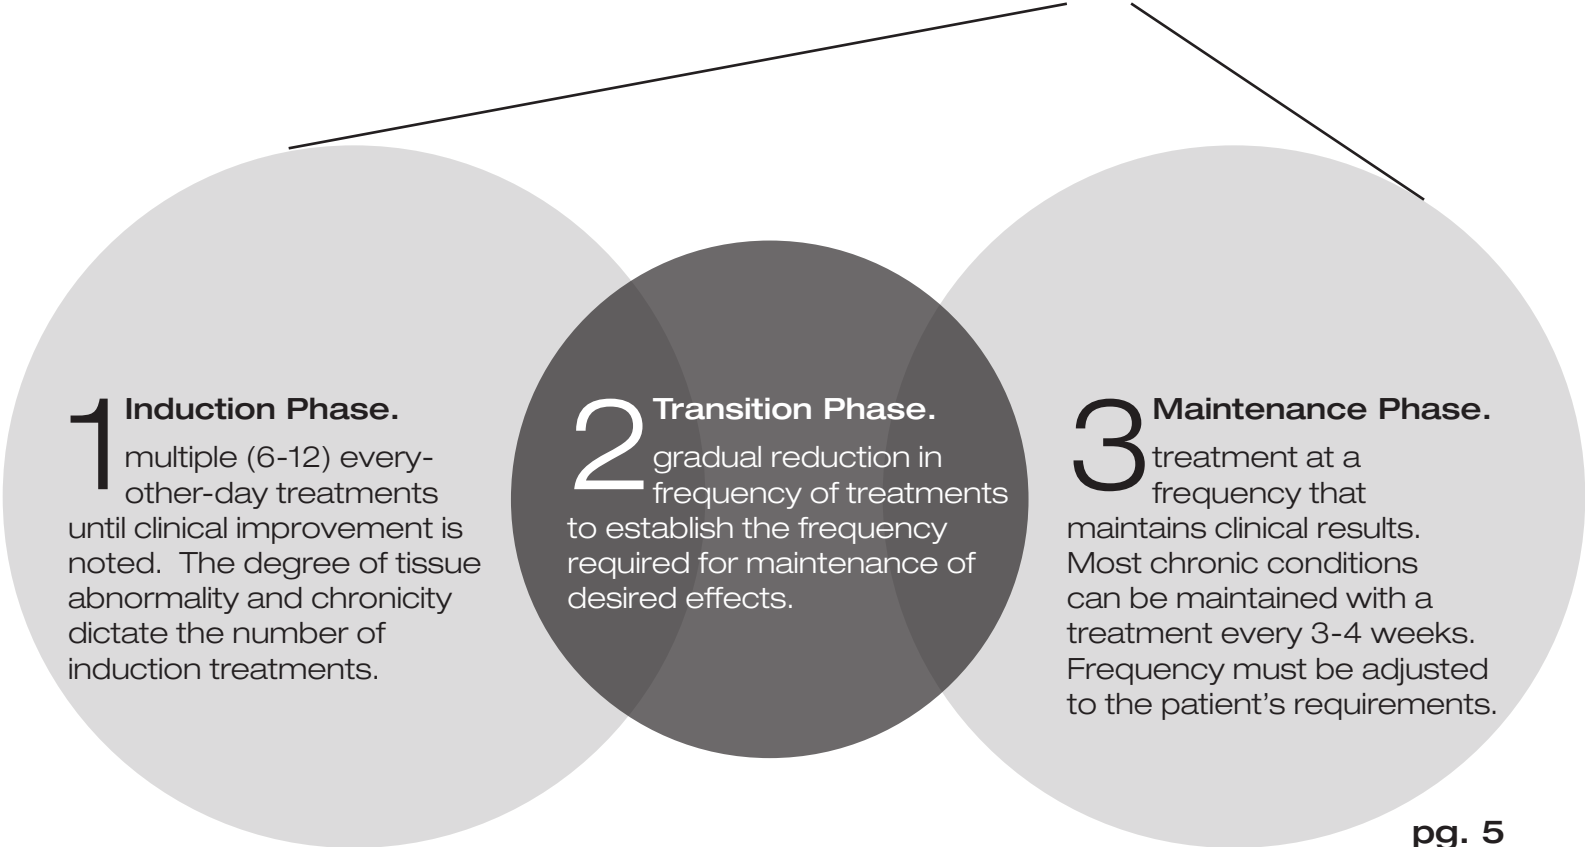 1 Induction Phase.
multiple (6-12) every-
other-day treatments
until clinical improvement is
noted.  The degree of tissue
abnormality and chronicity
dictate the number of
induction treatments.
2 Transition Phase.
gradual reduction in
frequency of treatments
to establish the frequency
required for maintenance of
desired effects.
3 Maintenance Phase.
treatment at a
frequency that
maintains clinical results.
Most chronic conditions
can be maintained with a
treatment every 3-4 weeks.
Frequency must be adjusted
to the patient’s requirements.
pg. 5